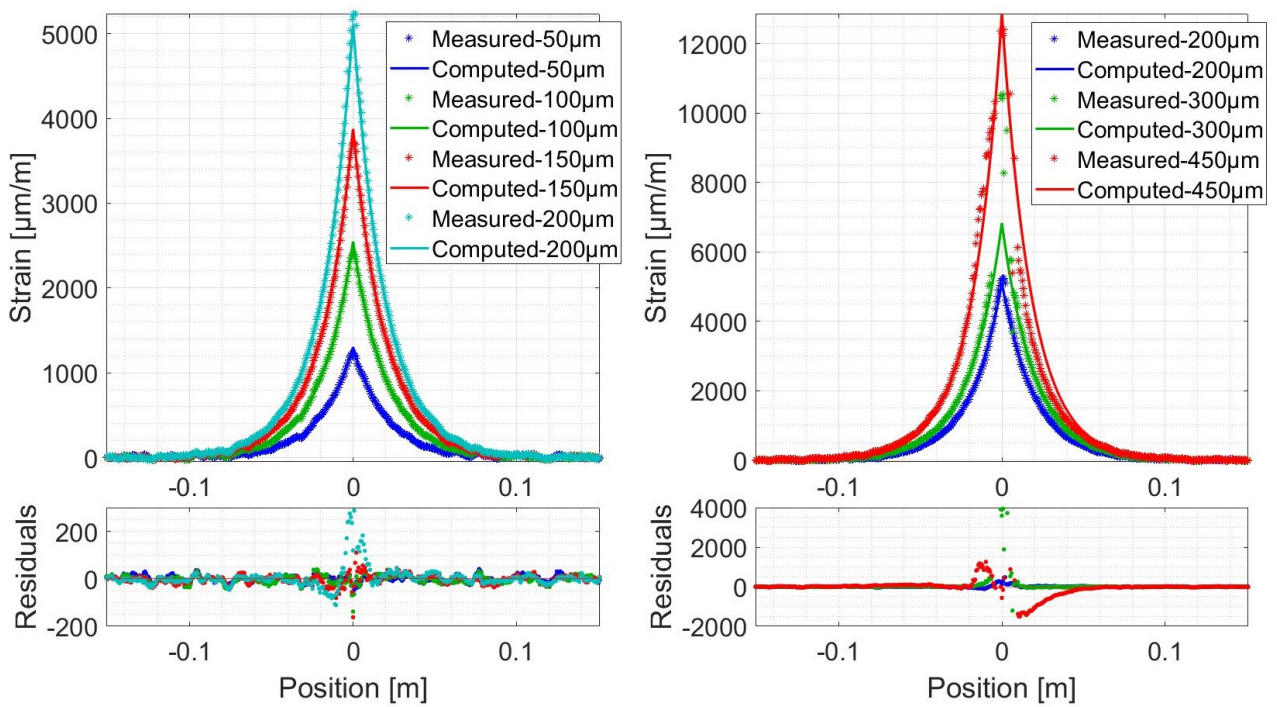 5000
4000
3000
2000
1000
0
Strain [µm/m]
Measured-50µm
Computed-50µm
Measured-100µm
Computed-100µm
Measured-150µm
Computed-150µm
Measured-200µm
Computed-200µm
-0.1 0 0.1
200
0
-200
Residuals
-0.1 0 0.1
Position [m]
12000
10000
8000
6000
4000
2000
0
Strain [µm/m]
Measured-200µm
Computed-200µm
Measured-300µm
Computed-300µm
Measured-450µm
Computed-450µm
-0.1 0 0.1
4000
2000
0
-2000
Residuals
-0.1 0 0.1
Position [m]